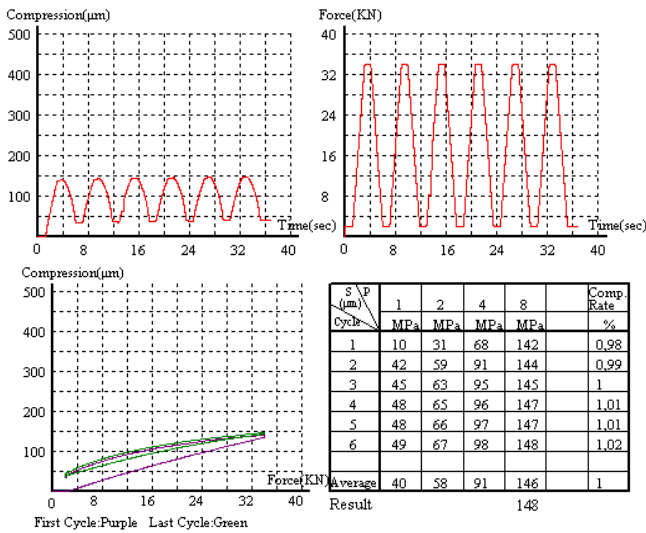 Compression(μm)
500
400
300
200
100
0 8 16 24 32 40
Time(sec)
Force(KN)
40
32
24
16
8
0 8 16 24 32 40
Time(sec)
Compression(μm)
500
400
300
200
100
0 8 16 24 32 40
Force(KN)
First Cycle:Purple Last Cycle:Green
S (μm) P Cycle 1 MPa 2 MPa 4 MPa 8 MPa Comp. Rate %
1 10 31 68 142 0,98
2 42 59 91 144 0,99
3 45 63 95 145 1
4 48 65 96 147 1,01
5 48 66 97 147 1,01
6 49 67 98 148 1,02
Average 40 58 91 146 1
Result 148